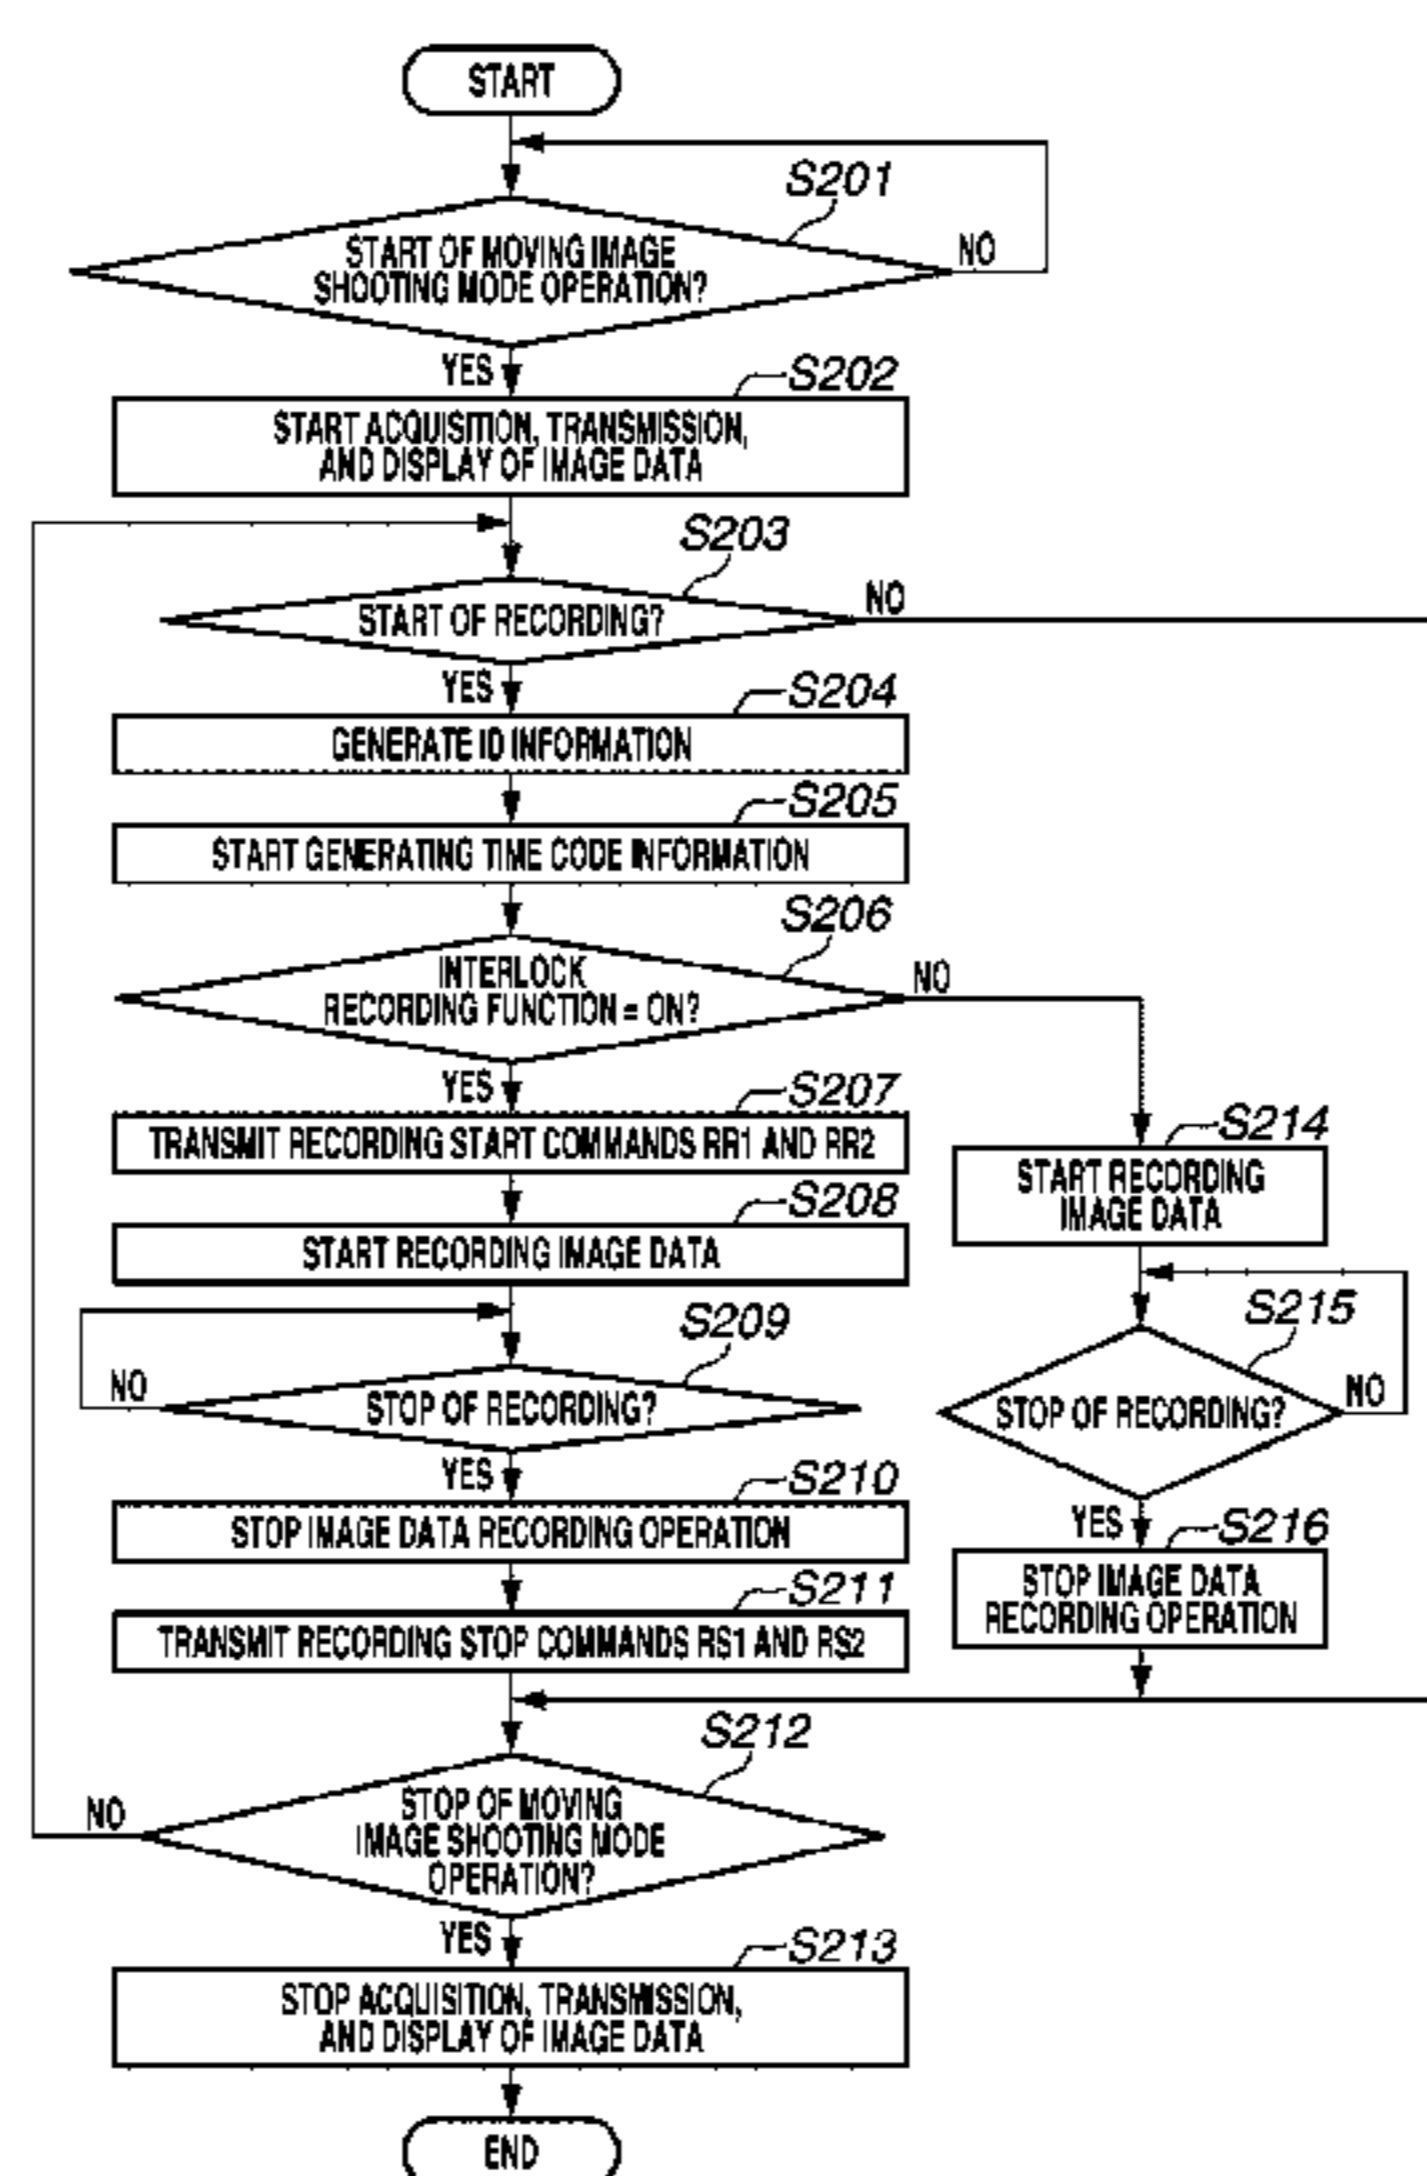 START
S201
START OF MOVING IMAGE
SHOOTING MODE OPERATION?
NO
YES
S202
START ACQUISITION, TRANSMISSION,
AND DISPLAY OF IMAGE DATA
S203
START OF RECORDING?
NO
YES
S204
GENERATE ID INFORMATION
S205
START GENERATING TIME CODE INFORMATION
S206
INTERLOCK
RECORDING FUNCTION = ON?
NO
YES
S207
TRANSMIT RECORDING START COMMANDS RR1 AND RR2
S208
START RECORDING IMAGE DATA
S209
STOP OF RECORDING?
NO
YES
S210
STOP IMAGE DATA RECORDING OPERATION
S211
TRANSMIT RECORDING STOP COMMANDS RS1 AND RS2
S214
START RECORDING
IMAGE DATA
S215
STOP OF RECORDING?
NO
YES
S216
STOP IMAGE DATA
RECORDING OPERATION
S212
STOP OF MOVING
IMAGE SHOOTING MODE
OPERATION?
NO
YES
S213
STOP ACQUISITION, TRANSMISSION,
AND DISPLAY OF IMAGE DATA
END